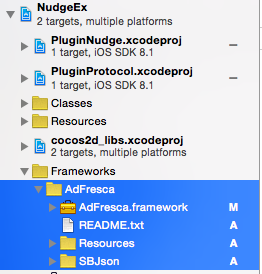 NudgeEx
2 targets, multiple platforms
PluginNudge.xcodeproj
1 target, iOS SDK 8.1
PluginProtocol.xcodeproj
1 target, iOS SDK 8.1
Classes
Resources
cocos2d_libs.xcodeproj
2 targets, multiple platforms
Frameworks
AdFresca
AdFresca.framework M
README.txt A
Resources A
SBJson A